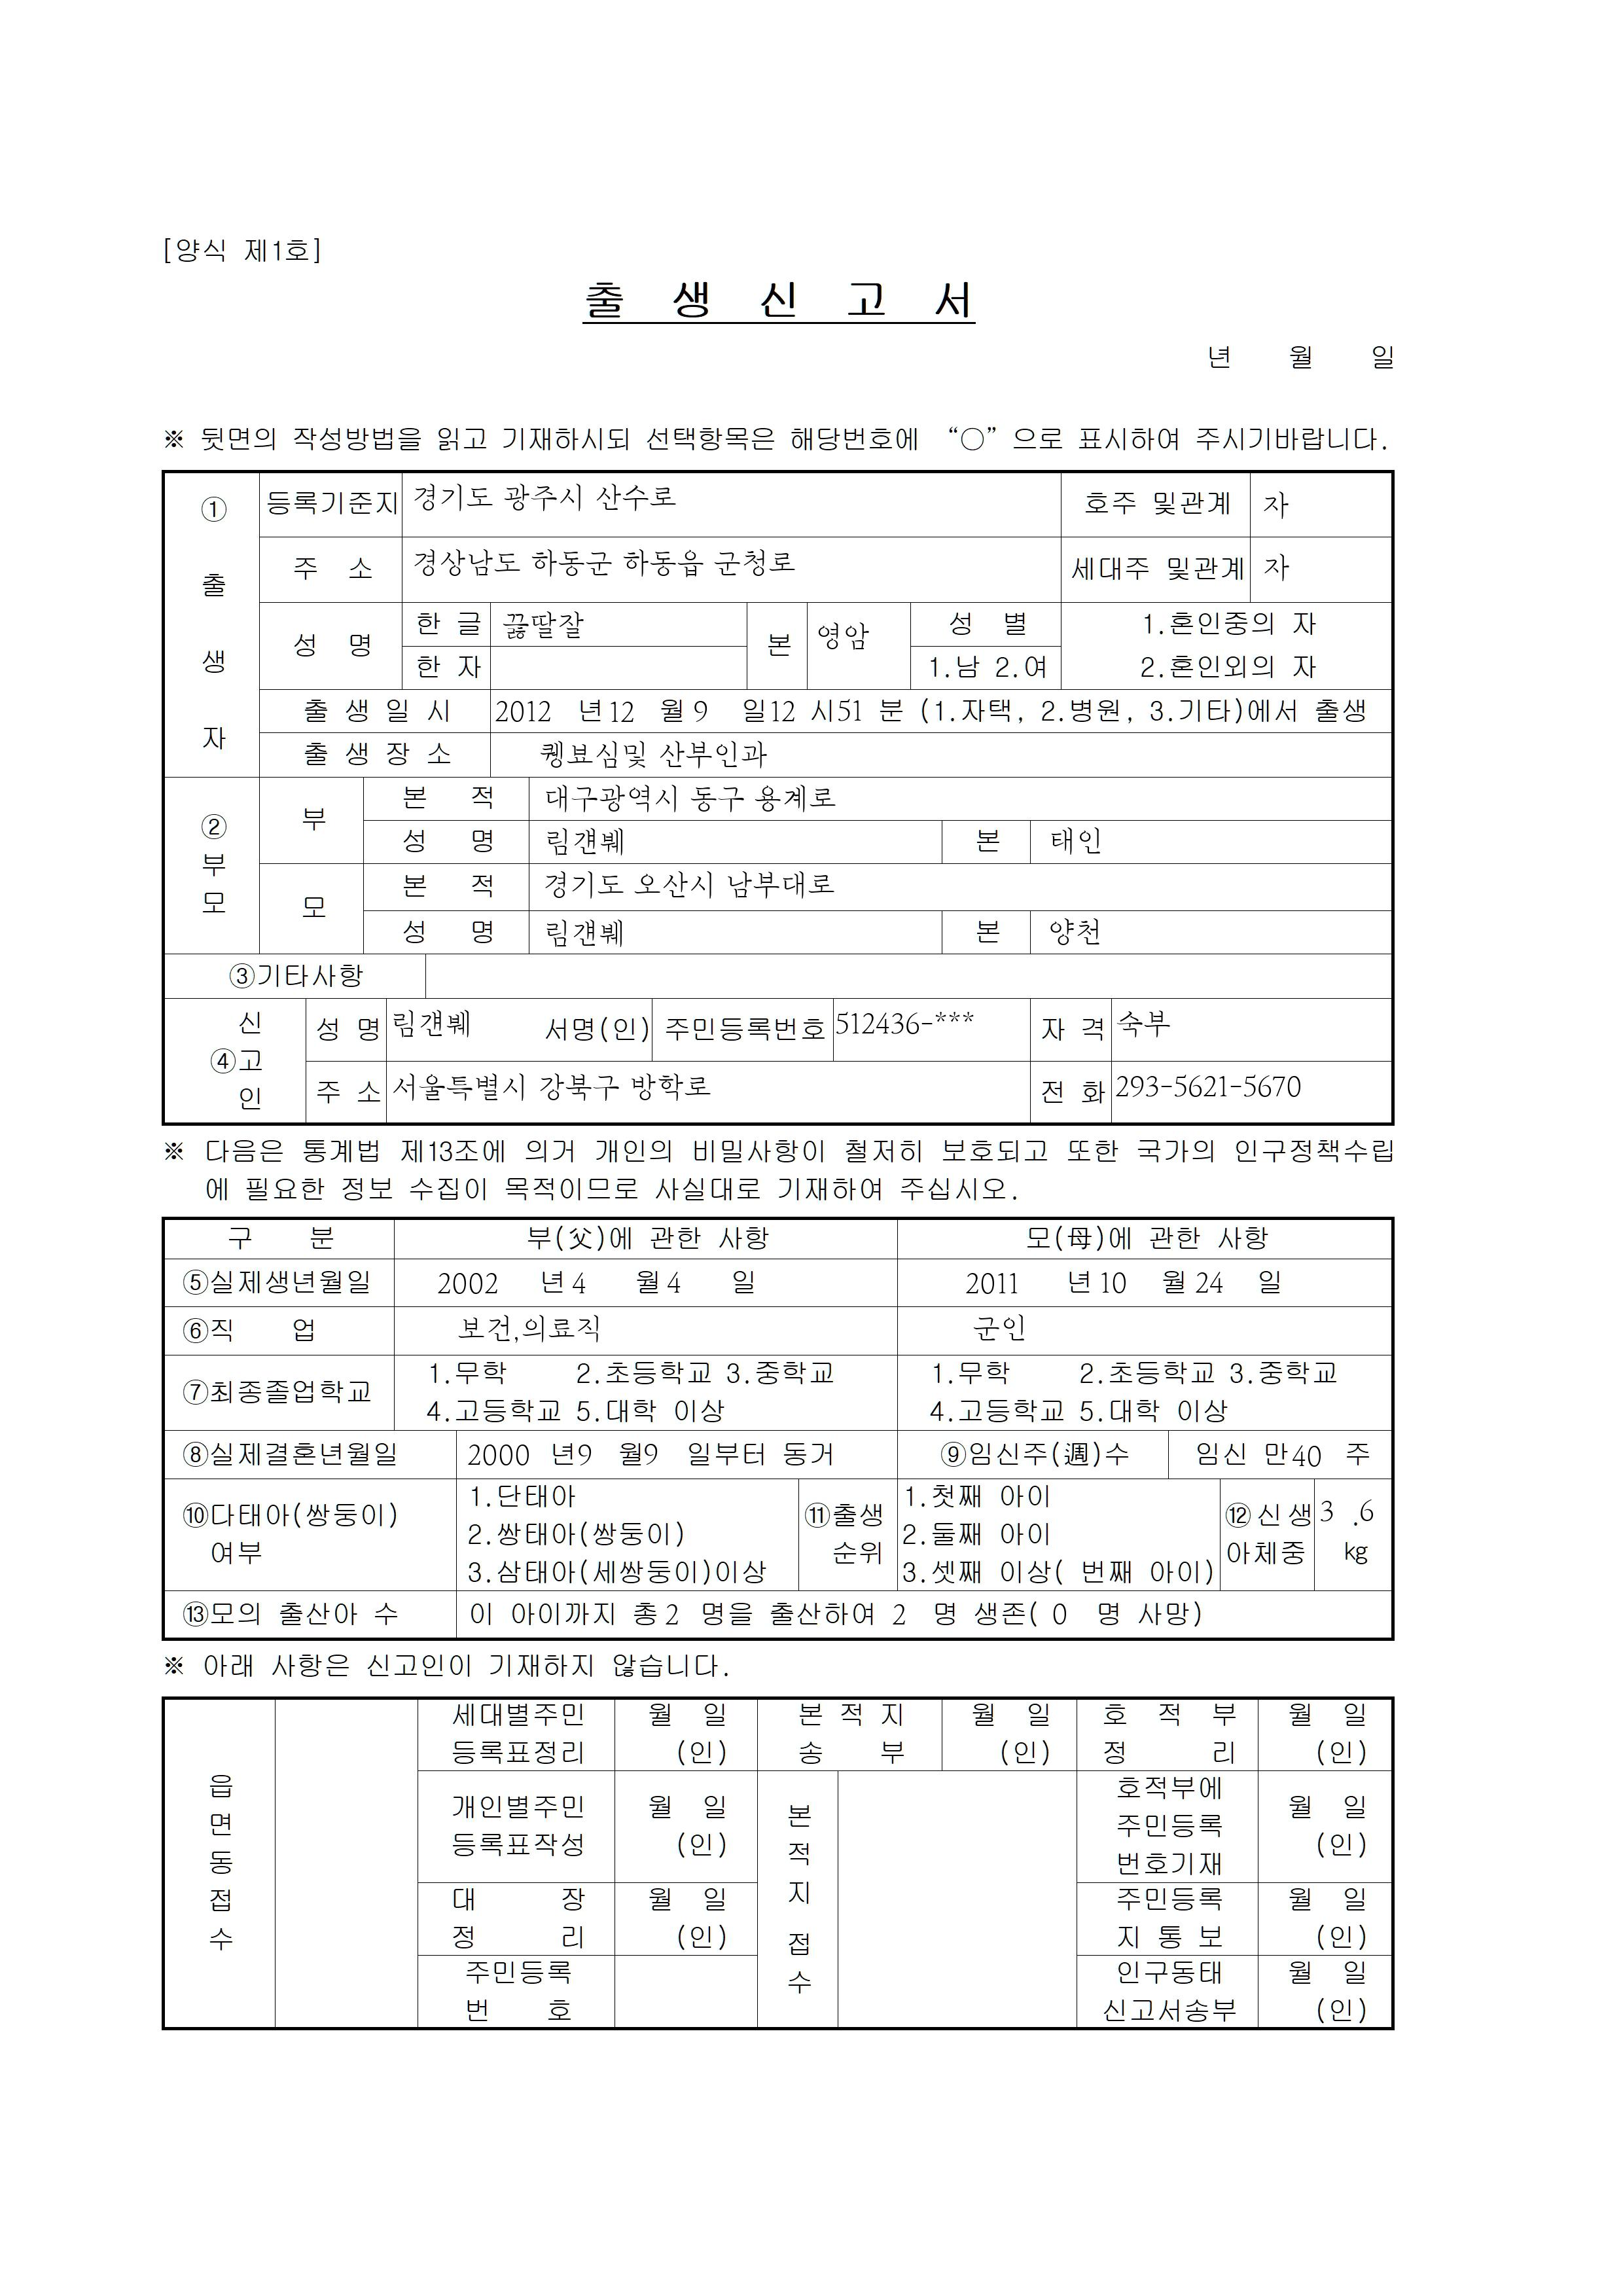 [양식 제1호]
출 생 신 고 서
년 월 일
※ 뒷면의 작성방법을 읽고 기재하시되 선택항목은 해당번호에 “○”으로 표시하여 주시기바랍니다.
① 출 생 자
등록기준지 경기도 광주시 산수로 호주 및관계 자
주 소 경상남도 하동군 하동읍 군청로 세대주 및관계 자
성 명 한 글 끓딸잘 본 영암 성 별 1.혼인중의 자
한 자 1.남 2.여 2.혼인외의 자
출 생 일 시 2012 년 12 월 9 일 12 시 51 분 (1.자택, 2.병원, 3.기타)에서 출생
출 생 장 소 퀭뵤심및 산부인과
② 부 모
부 본 적 대구광역시 동구 용계로
성 명 림갠붸 본 태인
모 본 적 경기도 오산시 남부대로
성 명 림갠붸 본 양천
③기타사항
④ 신 고 인
성 명 림갠붸 서명(인) 주민등록번호 512436-*** 자 격 숙부
주 소 서울특별시 강북구 방학로 전 화 293-5621-5670
※ 다음은 통계법 제13조에 의거 개인의 비밀사항이 철저히 보호되고 또한 국가의 인구정책수립
에 필요한 정보 수집이 목적이므로 사실대로 기재하여 주십시오.
구 분 부(父)에 관한 사항 모(母)에 관한 사항
⑤실제생년월일 2002 년 4 월 4 일 2011 년 10 월 24 일
⑥직 업 보건,의료직 군인
⑦최종졸업학교
1.무학 2.초등학교 3.중학교 1.무학 2.초등학교 3.중학교
4.고등학교 5.대학 이상 4.고등학교 5.대학 이상
⑧실제결혼년월일 2000 년 9 월 9 일부터 동거 ⑨임신주(週)수 임신 만 40 주
⑩다태아(쌍둥이) 여부
1.단태아
2.쌍태아(쌍둥이)
3.삼태아(세쌍둥이)이상
⑪출생 순위
1.첫째 아이
2.둘째 아이
3.셋째 이상( 번째 아이)
⑫신생 아체중
3 .6
kg
⑬모의 출산아 수 이 아이까지 총 2 명을 출산하여 2 명 생존( 0 명 사망)
※ 아래 사항은 신고인이 기재하지 않습니다.
읍 면 동 접 수
세대별주민 월 일 본 적 지 월 일 호 적 부 월 일
등록표정리 (인) 송 부 (인) 정 리 (인)
개인별주민 월 일
등록표작성 (인)
본 적 지 접 수
호적부에
주민등록 월 일
번호기재 (인)
대 장 월 일 주민등록 월 일
정 리 (인) 지 통 보 (인)
주민등록 인구동태 월 일
번 호 신고서송부 (인)